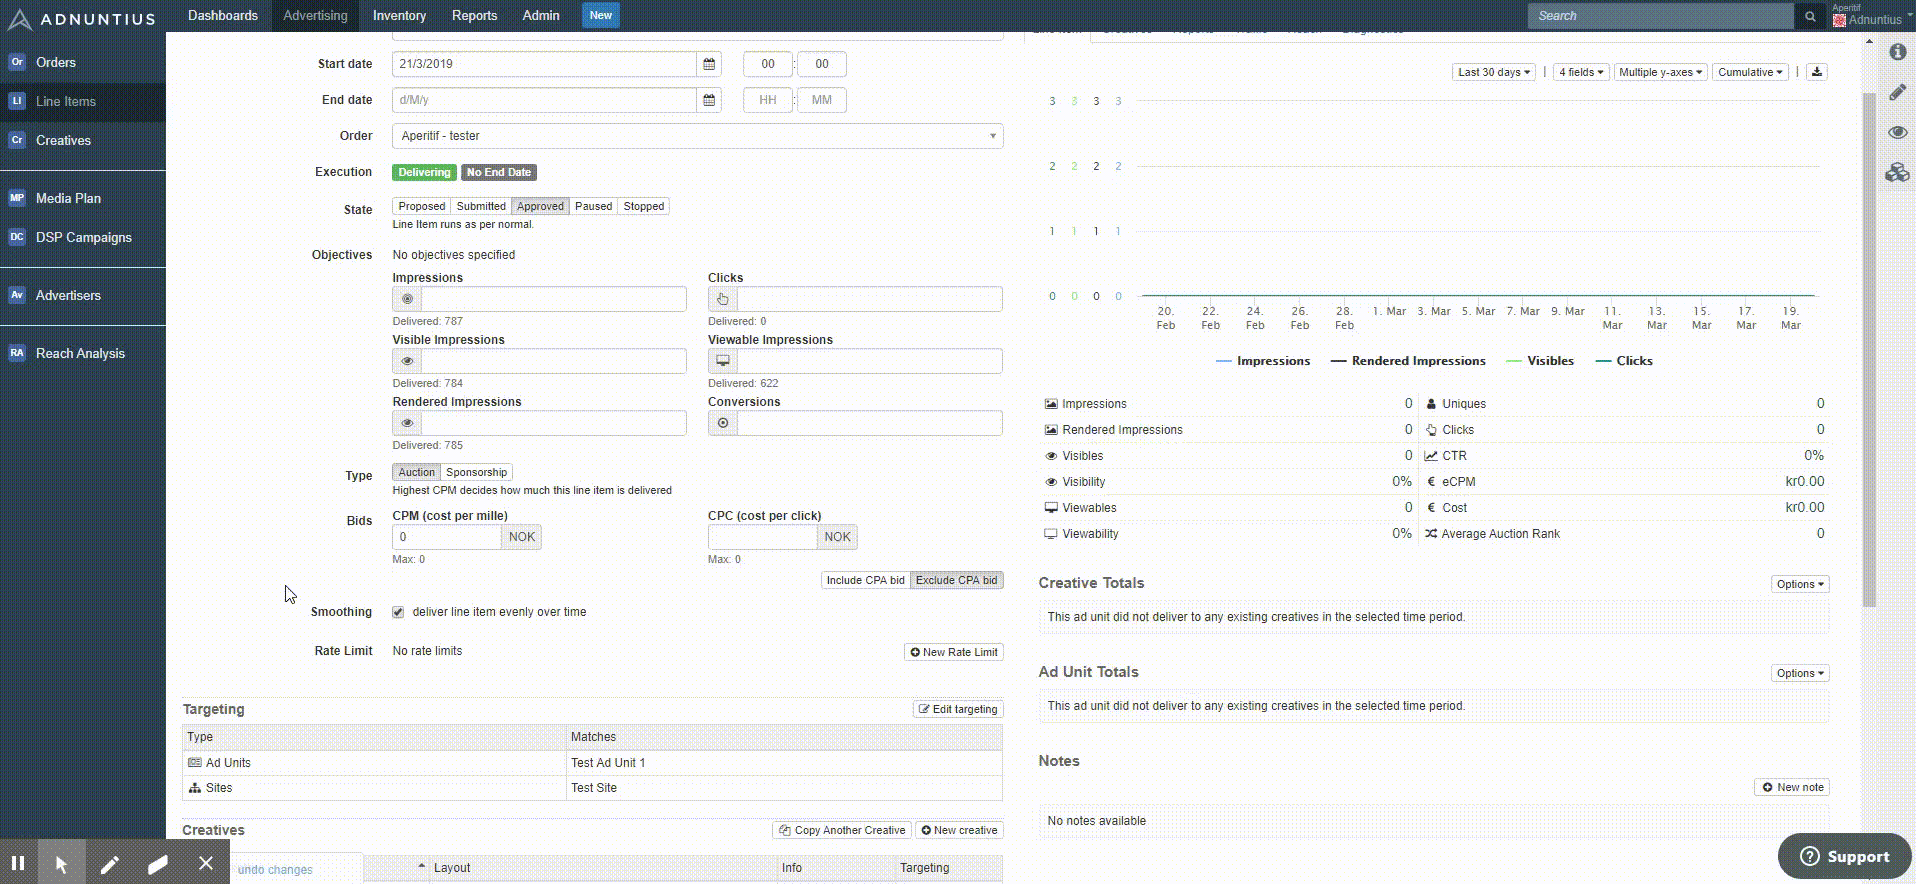 ADNUNTIUS
Dashboards Advertising Inventory Reports Admin New
Search
Aperitif
Adnuntius
Or Orders
LI Line Items
Cr Creatives
MP Media Plan
DC DSP Campaigns
Av Advertisers
RA Reach Analysis
Start date 21/3/2019 00 : 00
End date d/M/y HH : MM
Order Aperitif - tester
Execution Delivering No End Date
State Proposed Submitted Approved Paused Stopped
Line Item runs as per normal.
Objectives No objectives specified
Impressions Clicks
Delivered: 787 Delivered: 0
Visible Impressions Viewable Impressions
Delivered: 784 Delivered: 622
Rendered Impressions Conversions
Delivered: 785
Type Auction Sponsorship
Highest CPM decides how much this line item is delivered
Bids CPM (cost per mille) CPC (cost per click)
0 NOK NOK
Max: 0 Max: 0
Include CPA bid Exclude CPA bid
Smoothing deliver line item evenly over time
Rate Limit No rate limits New Rate Limit
Targeting Edit targeting
Type Matches
Ad Units Test Ad Unit 1
Sites Test Site
Creatives Copy Another Creative New creative
undo changes Layout Info Targeting
Last 30 days | 4 fields Multiple y-axes Cumulative |
3 3 3 3
2 2 2 2
1 1 1 1
0 0 0 0
20. Feb 22. Feb 24. Feb 26. Feb 28. Feb 1. Mar 3. Mar 5. Mar 7. Mar 9. Mar 11. Mar 13. Mar 15. Mar 17. Mar 19. Mar
Impressions Rendered Impressions Visibles Clicks
Impressions 0 Uniques 0
Rendered Impressions 0 Clicks 0
Visibles 0 CTR 0%
Visibility 0% € eCPM kr0.00
Viewables 0 € Cost kr0.00
Viewability 0% Average Auction Rank 0
Creative Totals Options
This ad unit did not deliver to any existing creatives in the selected time period.
Ad Unit Totals Options
This ad unit did not deliver to any existing creatives in the selected time period.
Notes
New note
No notes available
Support